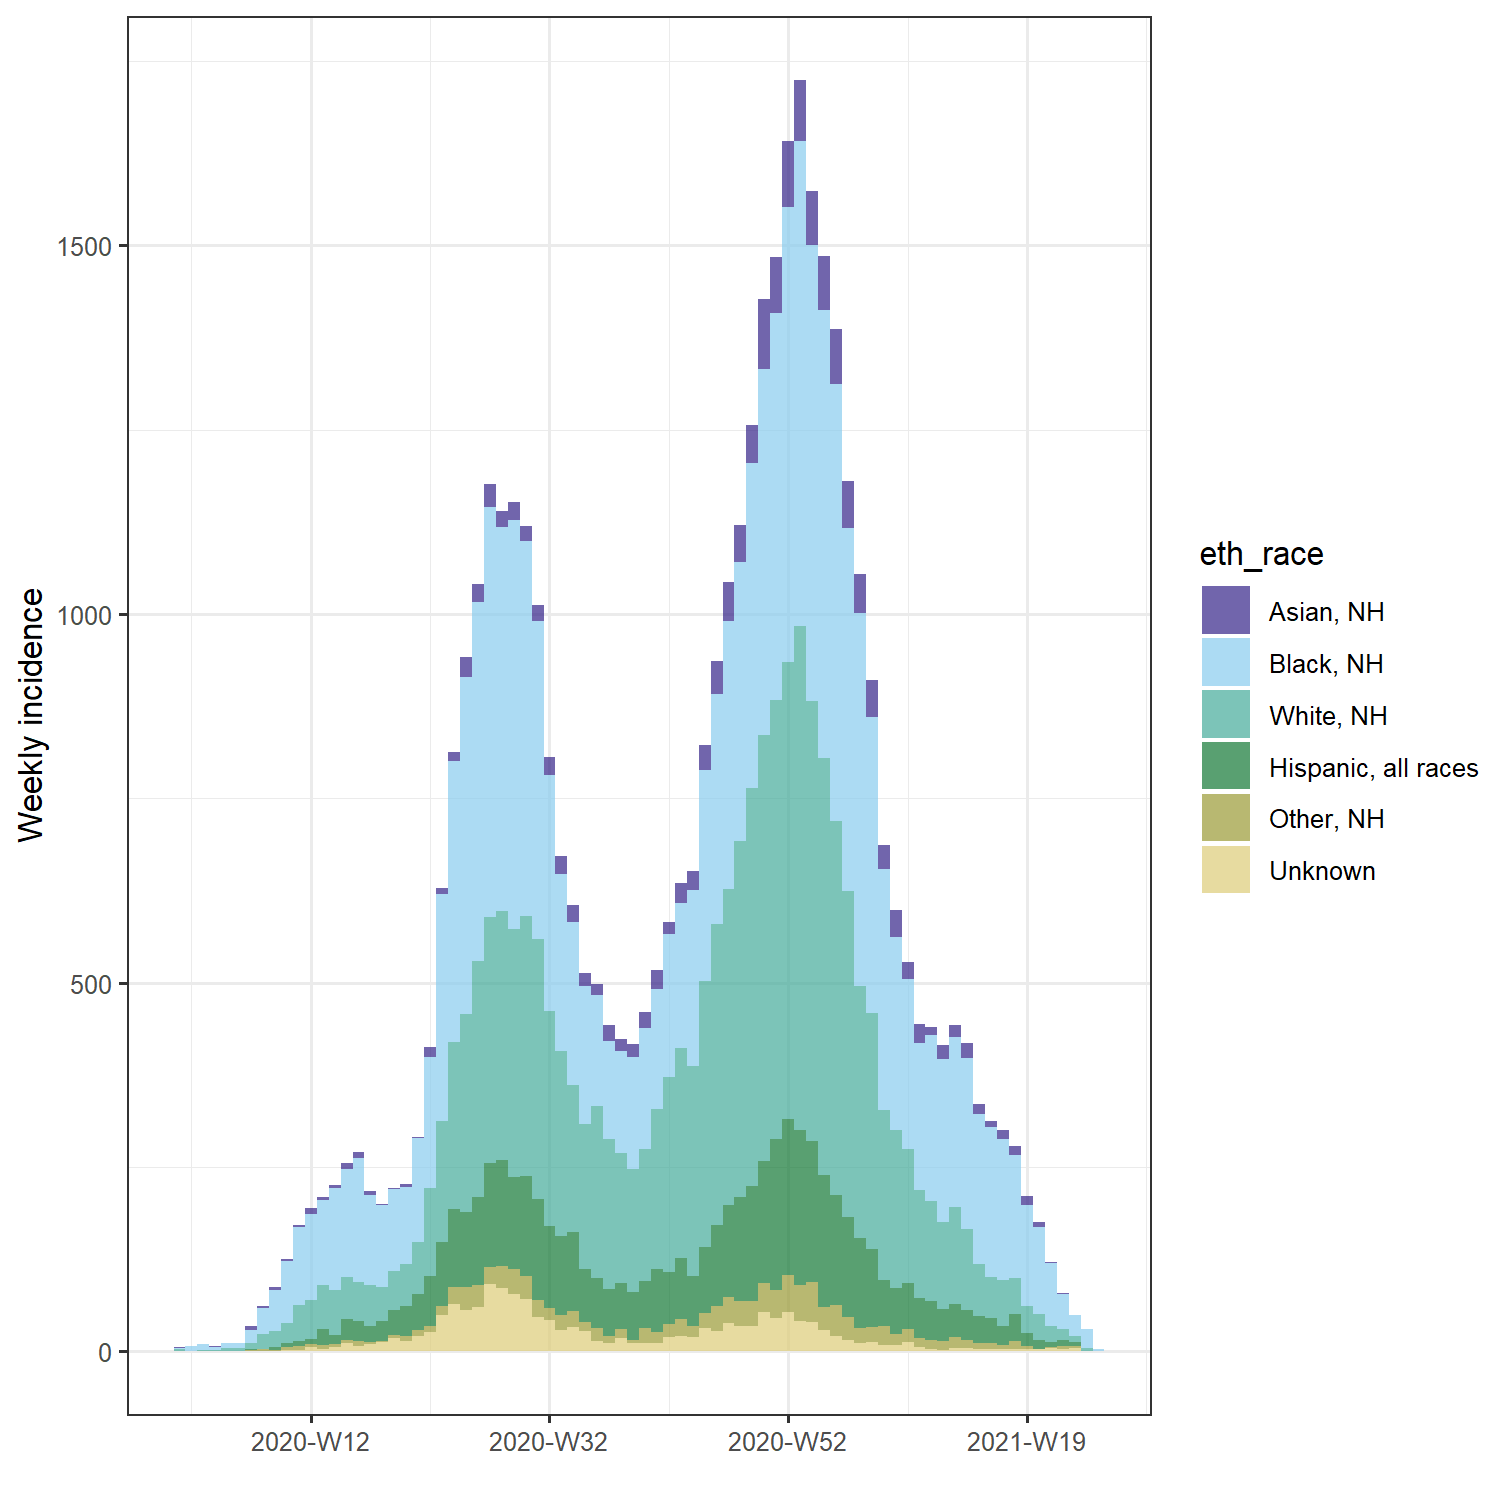 Weekly incidence
1500
1000
500
0
2020-W12
2020-W32
2020-W52
2021-W19
eth_race
Asian, NH
Black, NH
White, NH
Hispanic, all races
Other, NH
Unknown